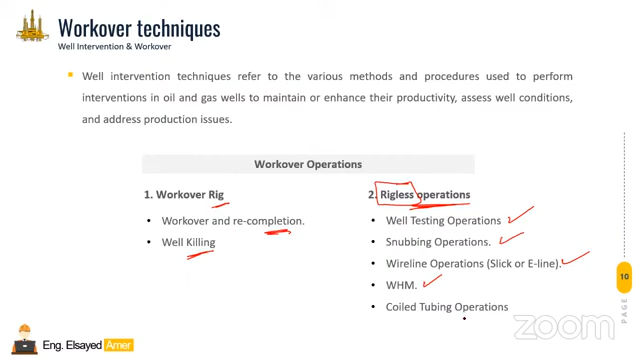 Workover techniques
Well Intervention & Workover
Well intervention techniques refer to the various methods and procedures used to perform
interventions in oil and gas wells to maintain or enhance their productivity, assess well conditions,
and address production issues.
Workover Operations
1. Workover Rig
• Workover and re-completion.
• Well Killing
2. Rigless operations
• Well Testing Operations
• Snubbing Operations.
• Wireline Operations (Slick or E-line).
• WHM.
• Coiled Tubing Operations
10
PAGE
zoom
Eng. Elsayed Amer